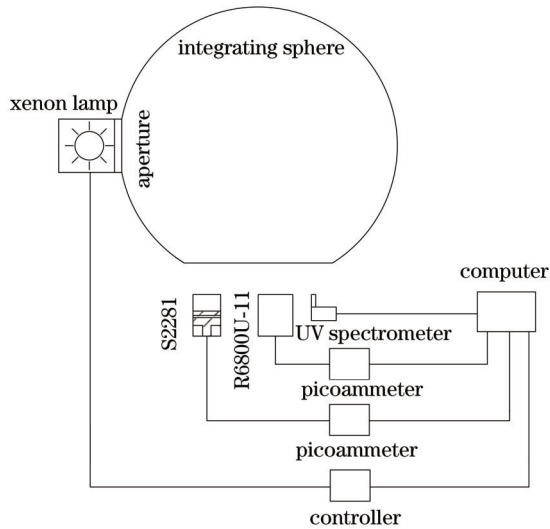 integrating sphere
xenon lamp
aperture
computer
S2281
R6800U-11
UV spectrometer
picoammeter
picoammeter
controller